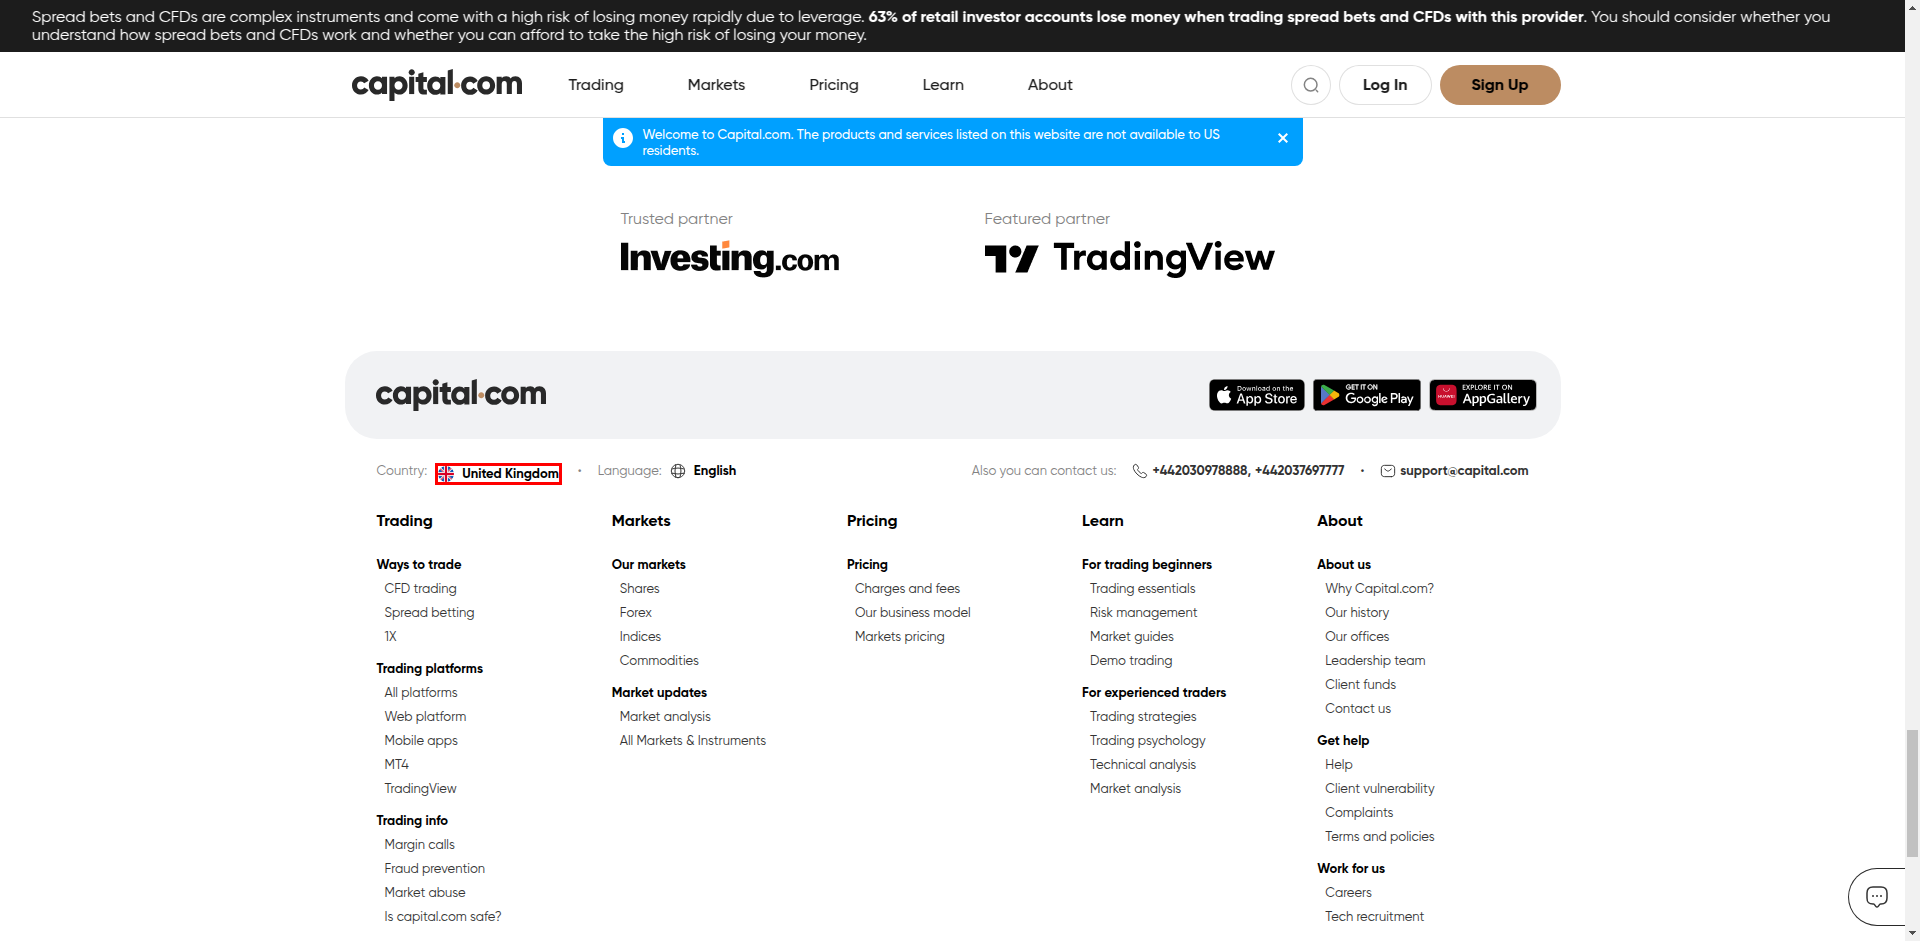 Spread bets and CFDs are complex instruments and come with a high risk of losing money rapidly due to leverage. 63% of retail investor accounts lose money when trading spread bets and CFDs with this provider. You should consider whether you
understand how spread bets and CFDs work and whether you can afford to take the high risk of losing your money.
capital.com Trading Markets Pricing Learn About Log In Sign Up
Welcome to Capital.com. The products and services listed on this website are not available to US
residents.
Trusted partner
Investing.com
Featured partner
TradingView
capital.com
Download on the
App Store
GET IT ON
Google Play
HUAWEI
EXPLORE IT ON
AppGallery
Country: United Kingdom • Language: English Also you can contact us: +442030978888, +442037697777 • support@capital.com
Trading
Ways to trade
CFD trading
Spread betting
1X
Trading platforms
All platforms
Web platform
Mobile apps
MT4
TradingView
Trading info
Margin calls
Fraud prevention
Market abuse
Is capital.com safe?
Markets
Our markets
Shares
Forex
Indices
Commodities
Market updates
Market analysis
All Markets & Instruments
Pricing
Pricing
Charges and fees
Our business model
Markets pricing
Learn
For trading beginners
Trading essentials
Risk management
Market guides
Demo trading
For experienced traders
Trading strategies
Trading psychology
Technical analysis
Market analysis
About
About us
Why Capital.com?
Our history
Our offices
Leadership team
Client funds
Contact us
Get help
Help
Client vulnerability
Complaints
Terms and policies
Work for us
Careers
Tech recruitment